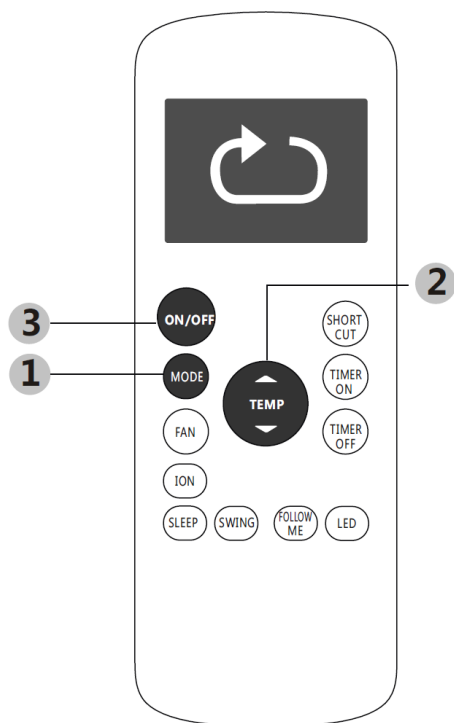 2
3
ON/OFF
SHORT
CUT
1
MODE
TEMP
TIMER
ON
FAN
TIMER
OFF
ION
SLEEP
SWING
FOLLOW
ME
LED